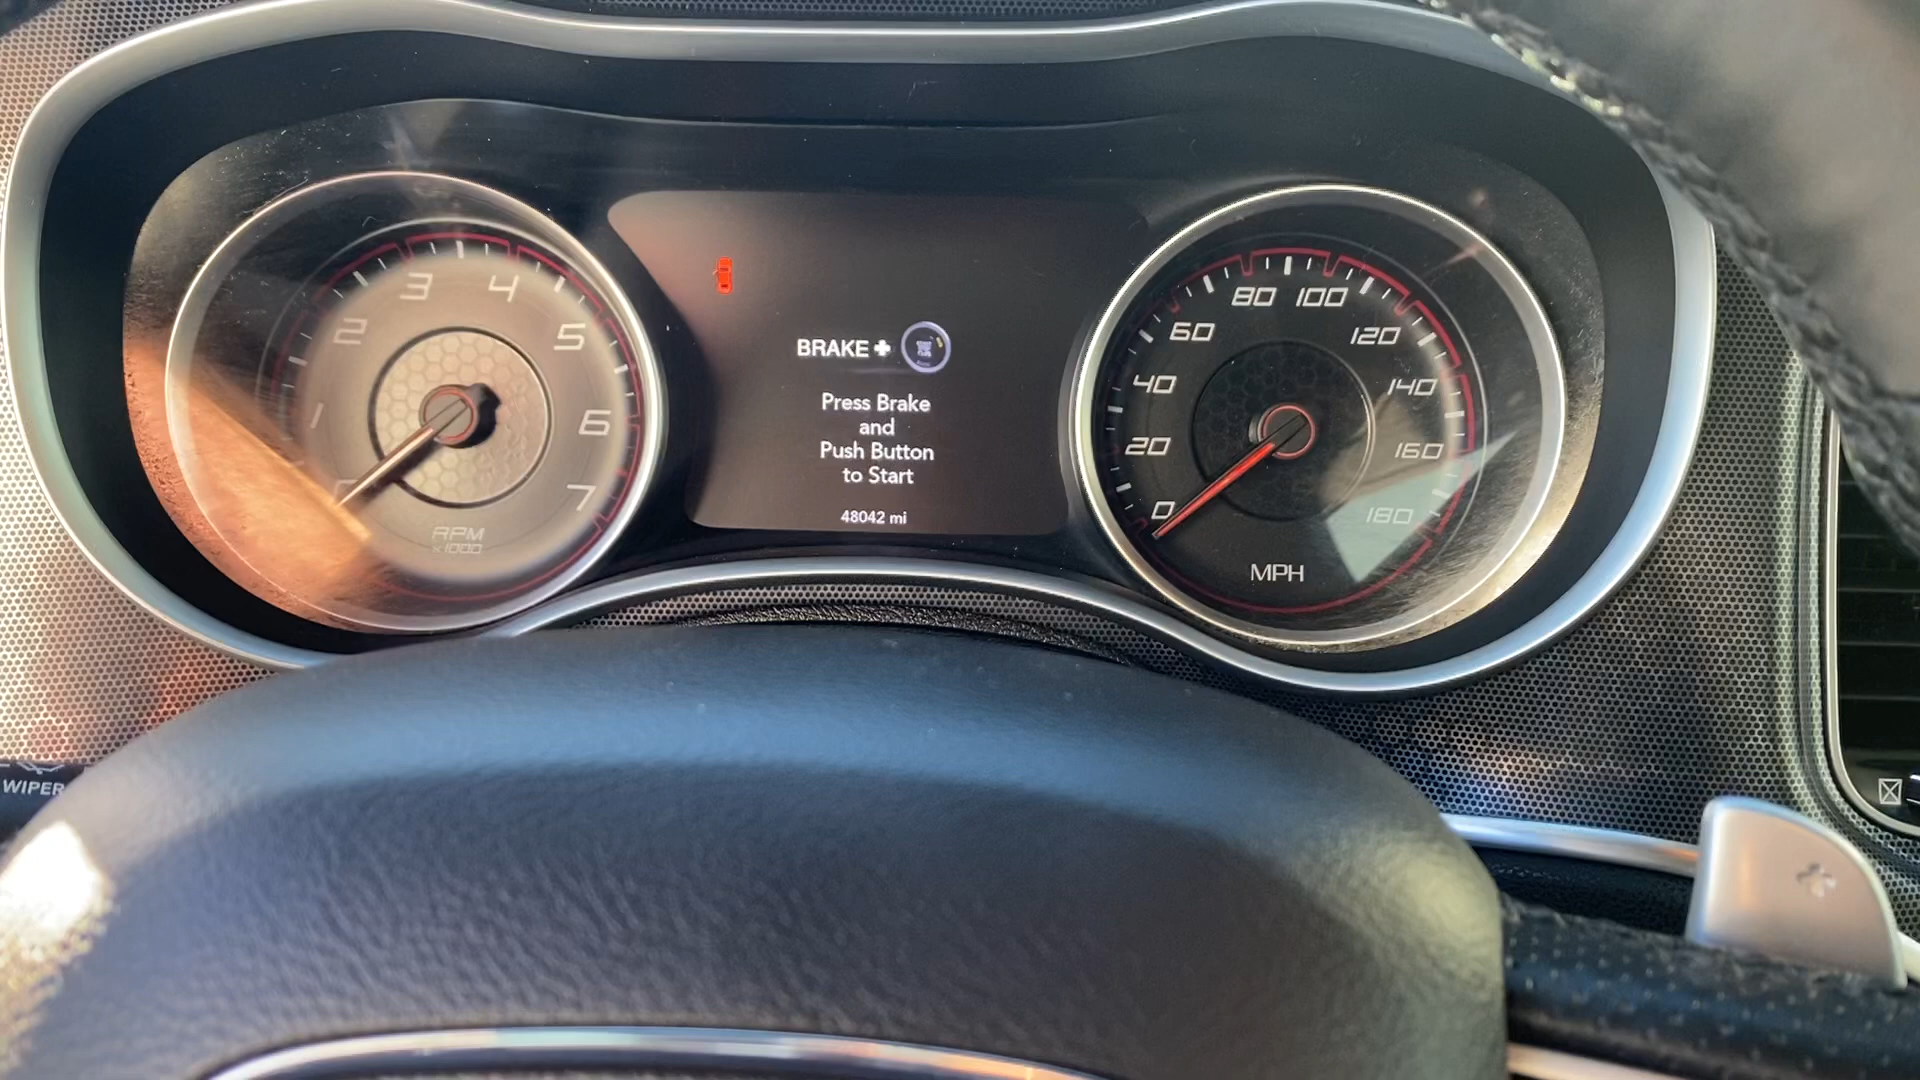 3 4
2 5
1 6
7
RPM
x1000
BRAKE +
Press Brake
and
Push Button
to Start
48042 mi
80 100
60 120
40 140
20 160
0 180
MPH
WIPER